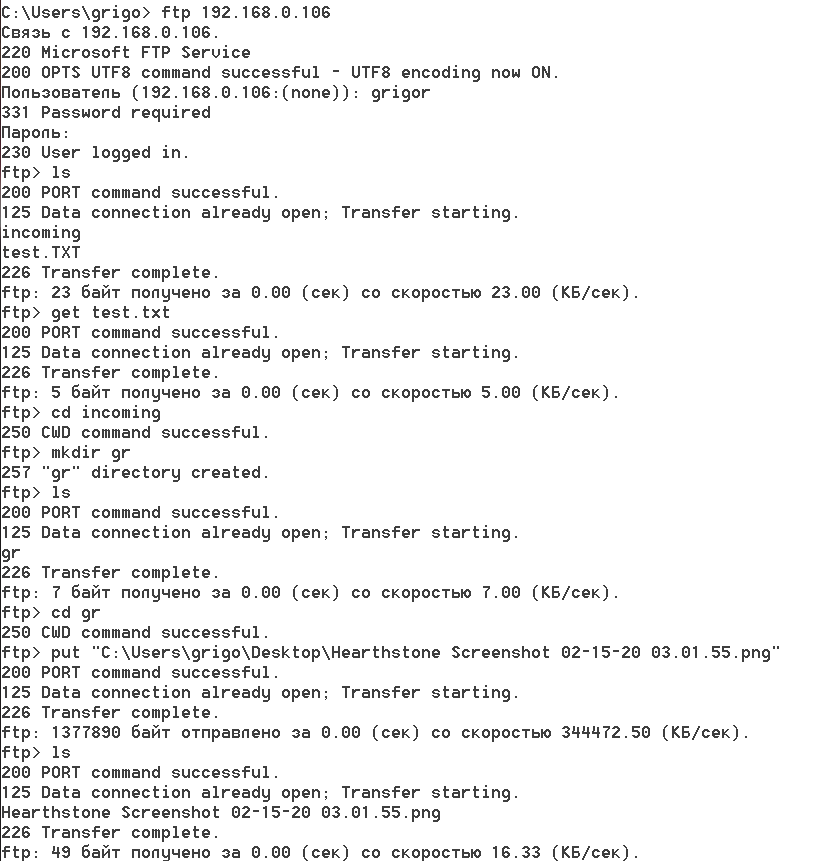 C:\Users\grigo> ftp 192.168.0.106
Связь с 192.168.0.106.
220 Microsoft FTP Service
200 OPTS UTF8 command successful - UTF8 encoding now ON.
Пользователь (192.168.0.106:(none)): grigor
331 Password required
Пароль:
230 User logged in.
ftp> ls
200 PORT command successful.
125 Data connection already open; Transfer starting.
incoming
test.TXT
226 Transfer complete.
ftp: 23 байт получено за 0.00 (сек) со скоростью 23.00 (КБ/сек).
ftp> get test.txt
200 PORT command successful.
125 Data connection already open; Transfer starting.
226 Transfer complete.
ftp: 5 байт получено за 0.00 (сек) со скоростью 5.00 (КБ/сек).
ftp> cd incoming
250 CWD command successful.
ftp> mkdir gr
257 "gr" directory created.
ftp> ls
200 PORT command successful.
125 Data connection already open; Transfer starting.
gr
226 Transfer complete.
ftp: 7 байт получено за 0.00 (сек) со скоростью 7.00 (КБ/сек).
ftp> cd gr
250 CWD command successful.
ftp> put "C:\Users\grigo\Desktop\Hearthstone Screenshot 02-15-20 03.01.55.png"
200 PORT command successful.
125 Data connection already open; Transfer starting.
226 Transfer complete.
ftp: 1377890 байт отправлено за 0.00 (сек) со скоростью 344472.50 (КБ/сек).
ftp> ls
200 PORT command successful.
125 Data connection already open; Transfer starting.
Hearthstone Screenshot 02-15-20 03.01.55.png
226 Transfer complete.
ftp: 49 байт получено за 0.00 (сек) со скоростью 16.33 (КБ/сек).